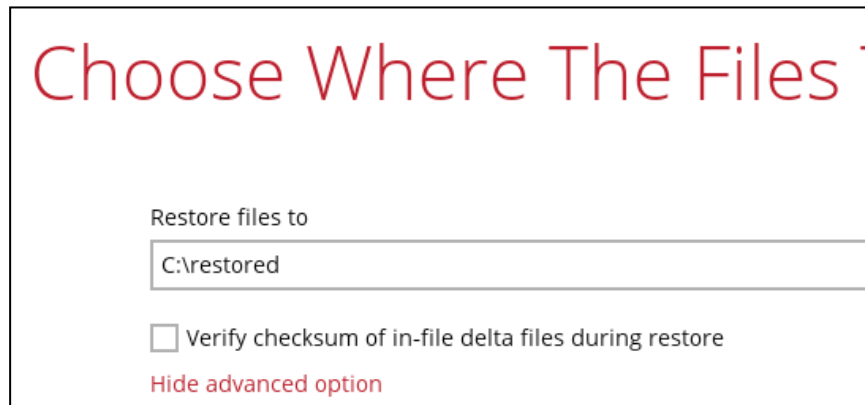 Choose Where The Files
Restore files to
C:\restored
Verify checksum of in-file delta files during restore
Hide advanced option